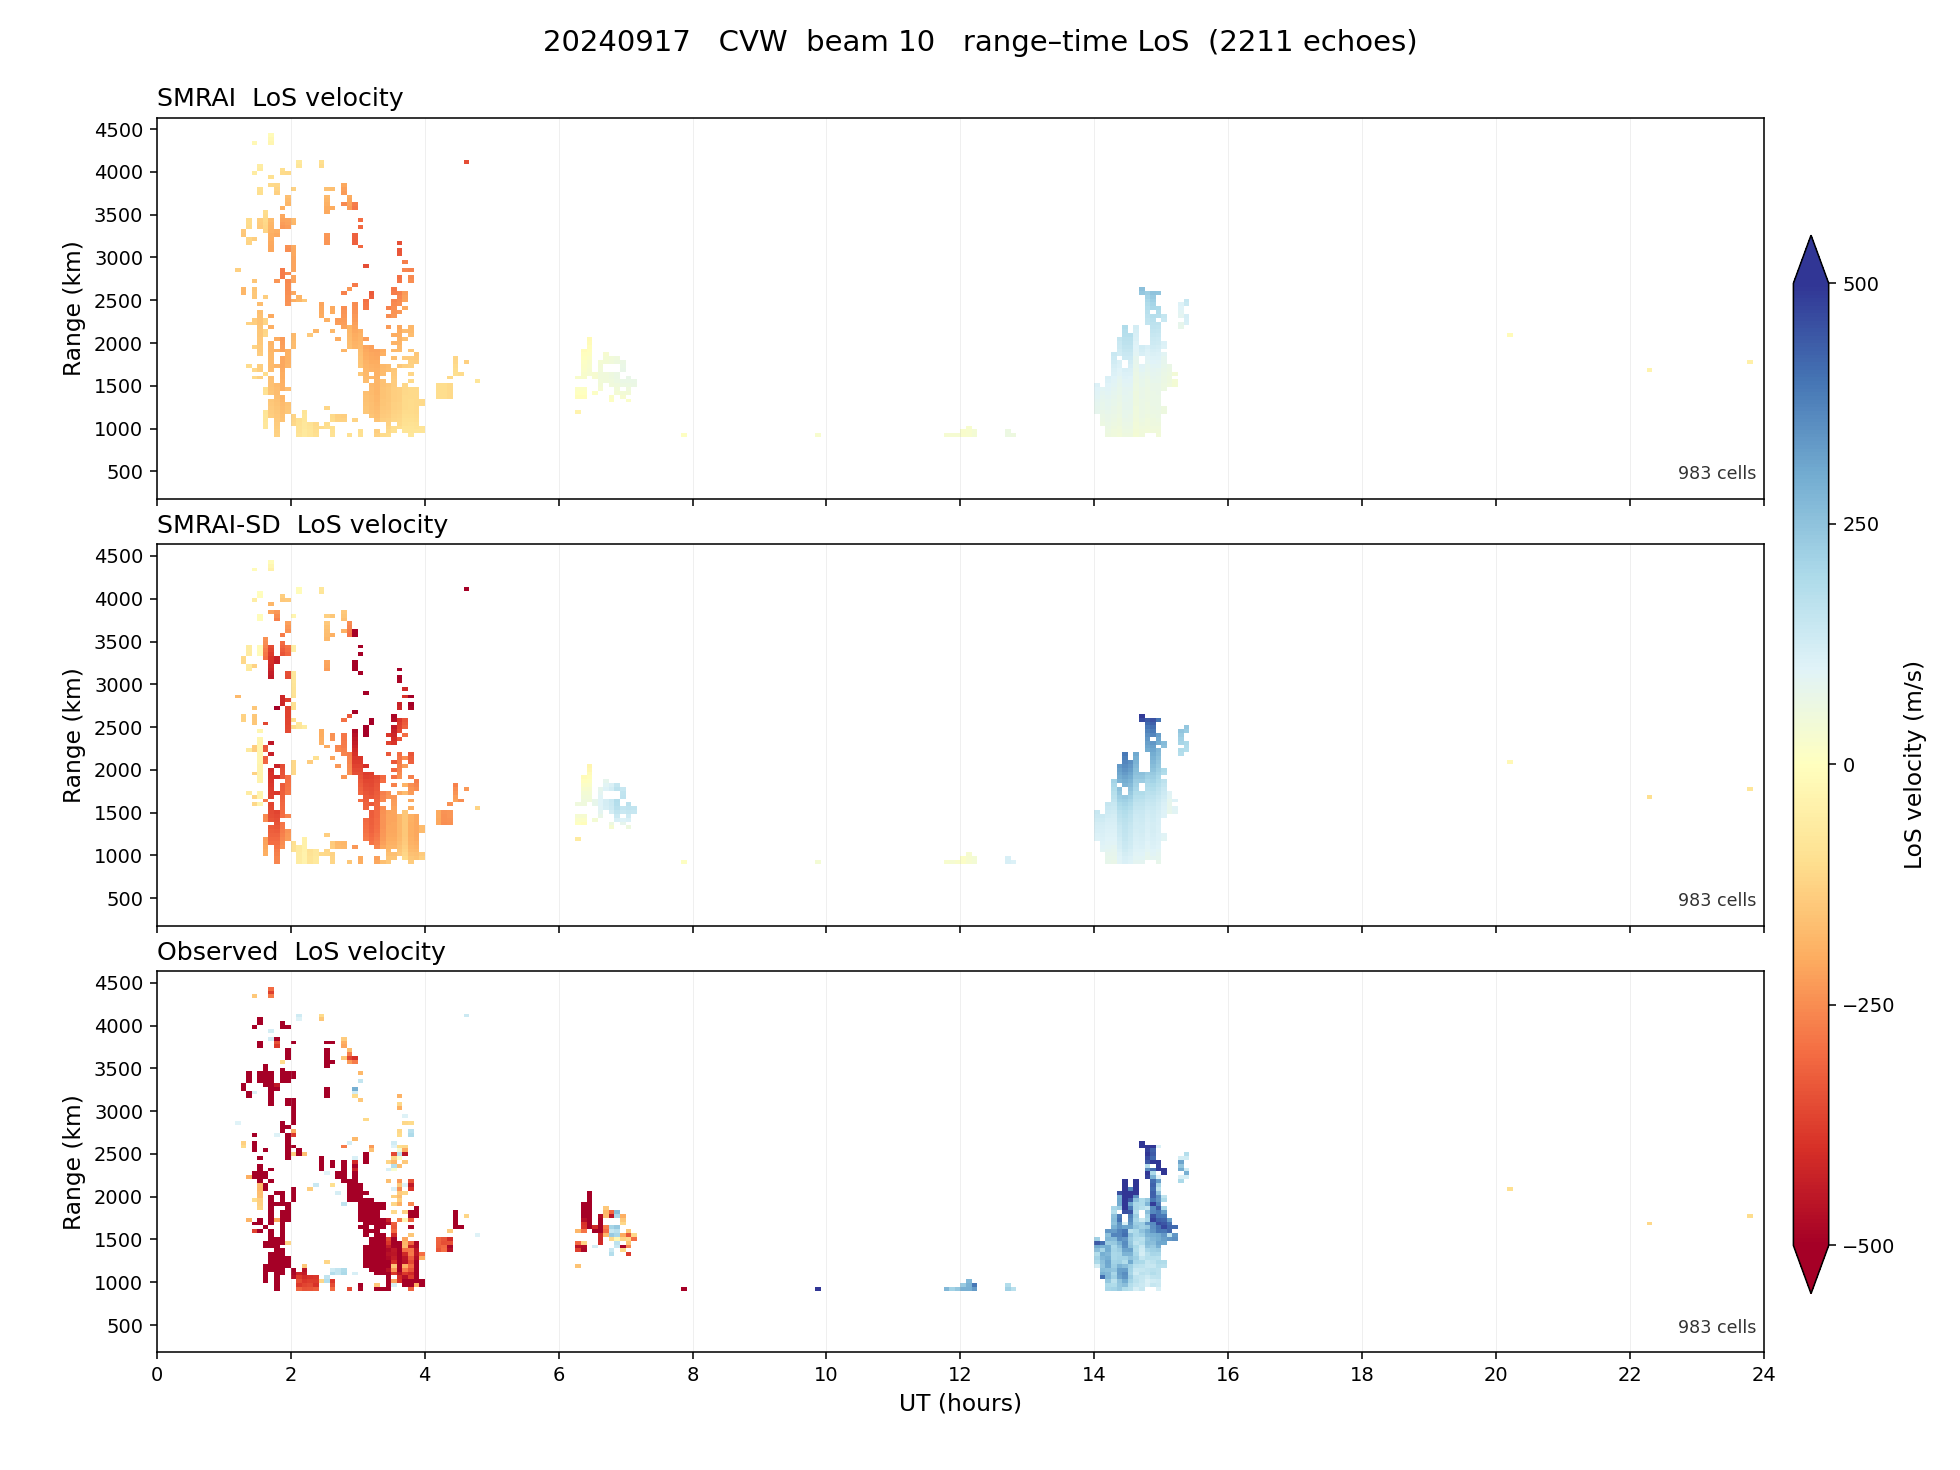 20240917   CVW  beam 10   range–time LoS  (2211 echoes)
SMRAI  LoS velocity
4500
4000
3500
3000
2500
2000
1500
1000
500
Range (km)
983 cells
SMRAI-SD  LoS velocity
4500
4000
3500
3000
2500
2000
1500
1000
500
Range (km)
983 cells
Observed  LoS velocity
4500
4000
3500
3000
2500
2000
1500
1000
500
Range (km)
983 cells
0 2 4 6 8 10 12 14 16 18 20 22 24
UT (hours)
500
250
0
−250
−500
LoS velocity (m/s)